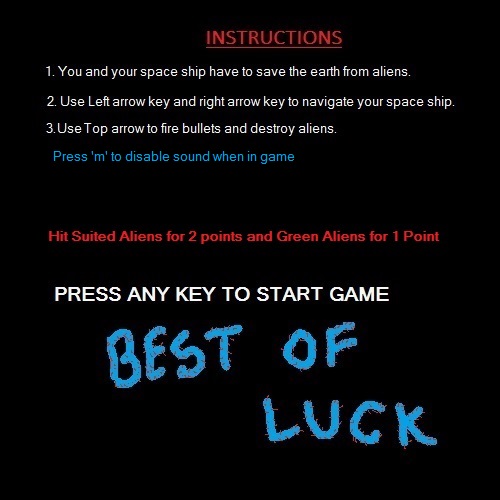 INSTRUCTIONS
1. You and your space ship have to save the earth from aliens.
2. Use Left arrow key and right arrow key to navigate your space ship.
3.Use Top arrow to fire bullets and destroy aliens.
Press 'm' to disable sound when in game
Hit Suited Aliens for 2 points and Green Aliens for 1 Point
PRESS ANY KEY TO START GAME
BEST OF
LUCK